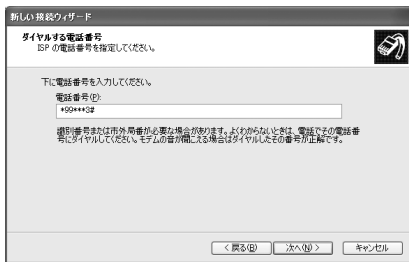 新しい接続ウィザード
ダイヤルする電話番号
ISP の電話番号を指定してください。
下に電話番号を入力してください。
電話番号(P):
*99***3#
識別番号または市外局番が必要な場合があります。よくわからないときは、電話でその電話番
号にダイヤルしてください。モデムの音が聞こえる場合はダイヤルしたその番号が正解です。
< 戻る(B)
次へ(N) >
キャンセル